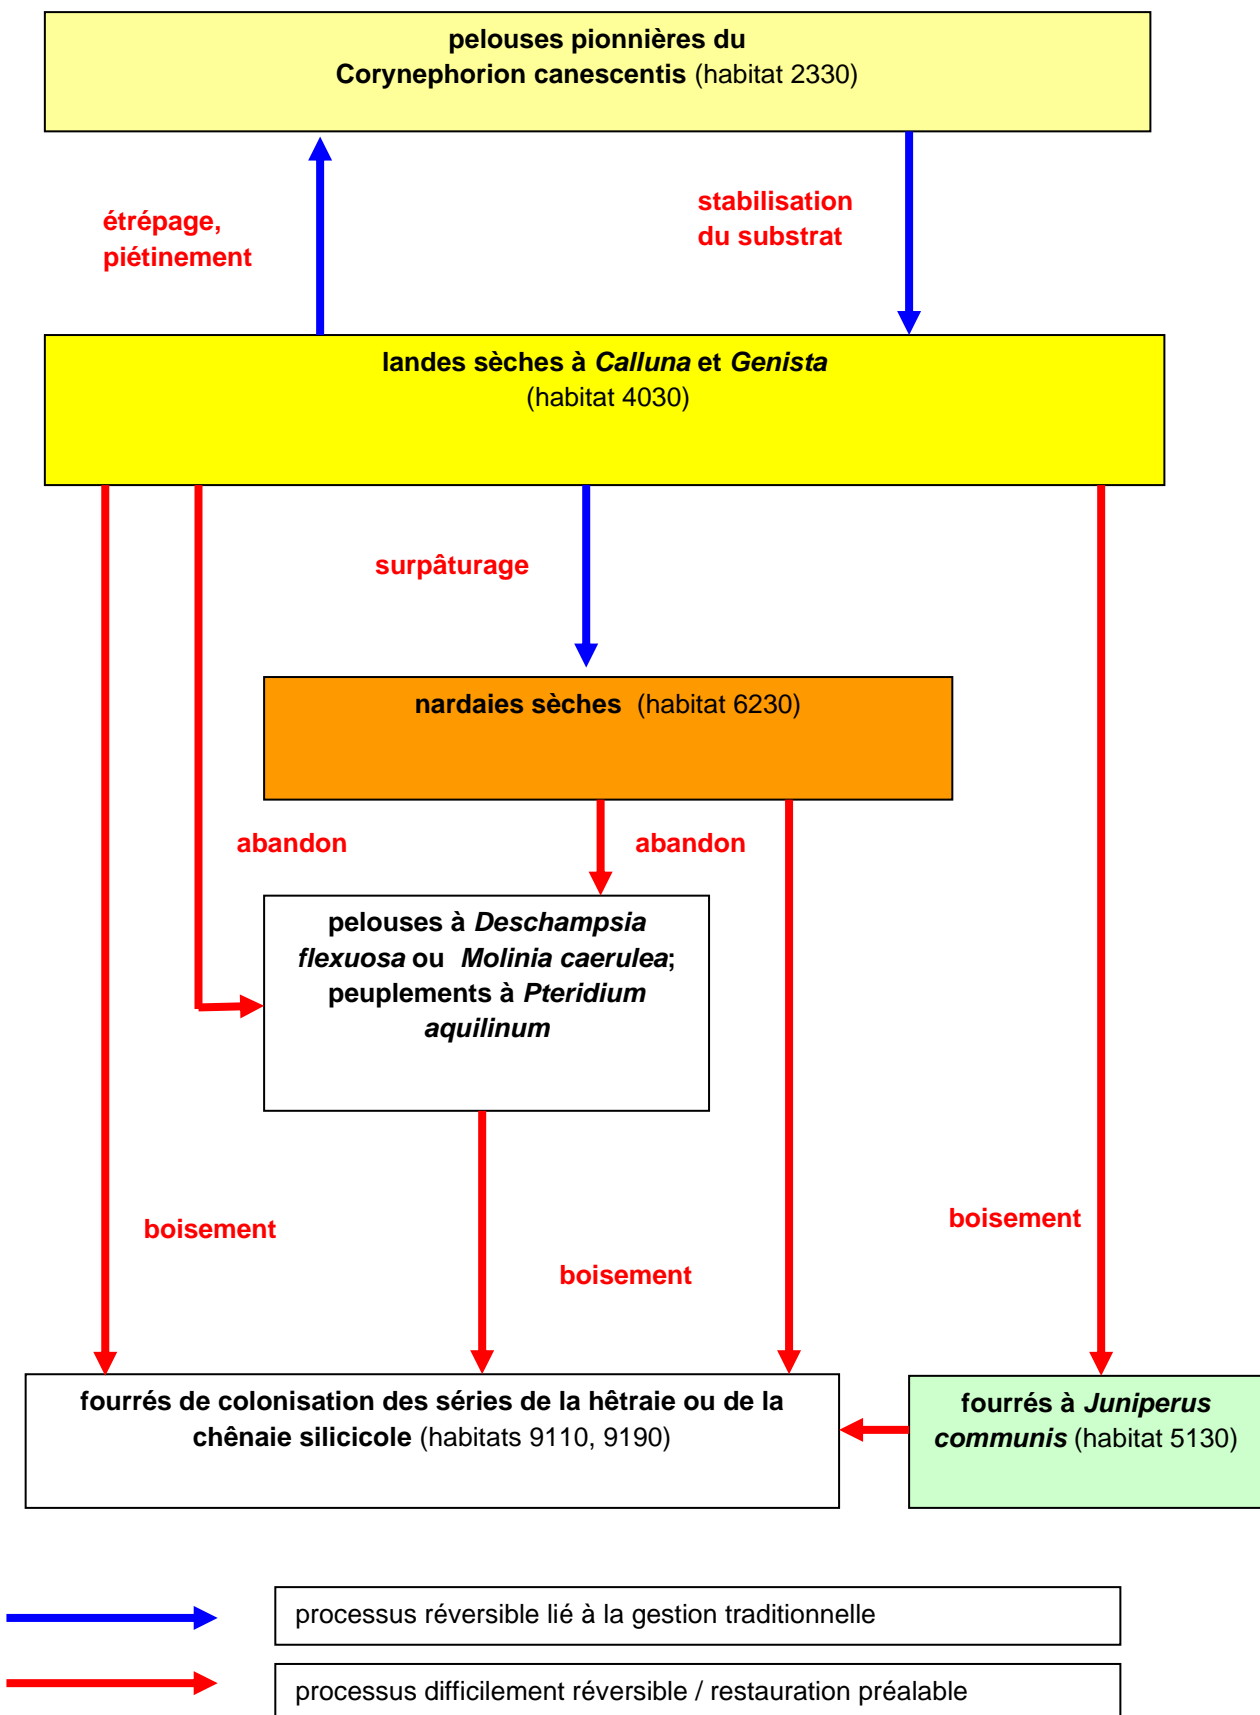 pelouses pionnières du
Corynephorion canescentis (habitat 2330)
étrépage,
piétinement
stabilisation
du substrat
landes sèches à Calluna et Genista
(habitat 4030)
surpâturage
nardaies sèches (habitat 6230)
abandon
abandon
pelouses à Deschampsia
flexuosa ou Molinia caerulea;
peuplements à Pteridium
aquilinum
boisement
boisement
boisement
fourrés de colonisation des séries de la hêtraie ou de la
chênaie silicicole (habitats 9110, 9190)
fourrés à Juniperus
communis (habitat 5130)
processus réversible lié à la gestion traditionnelle
processus difficilement réversible / restauration préalable